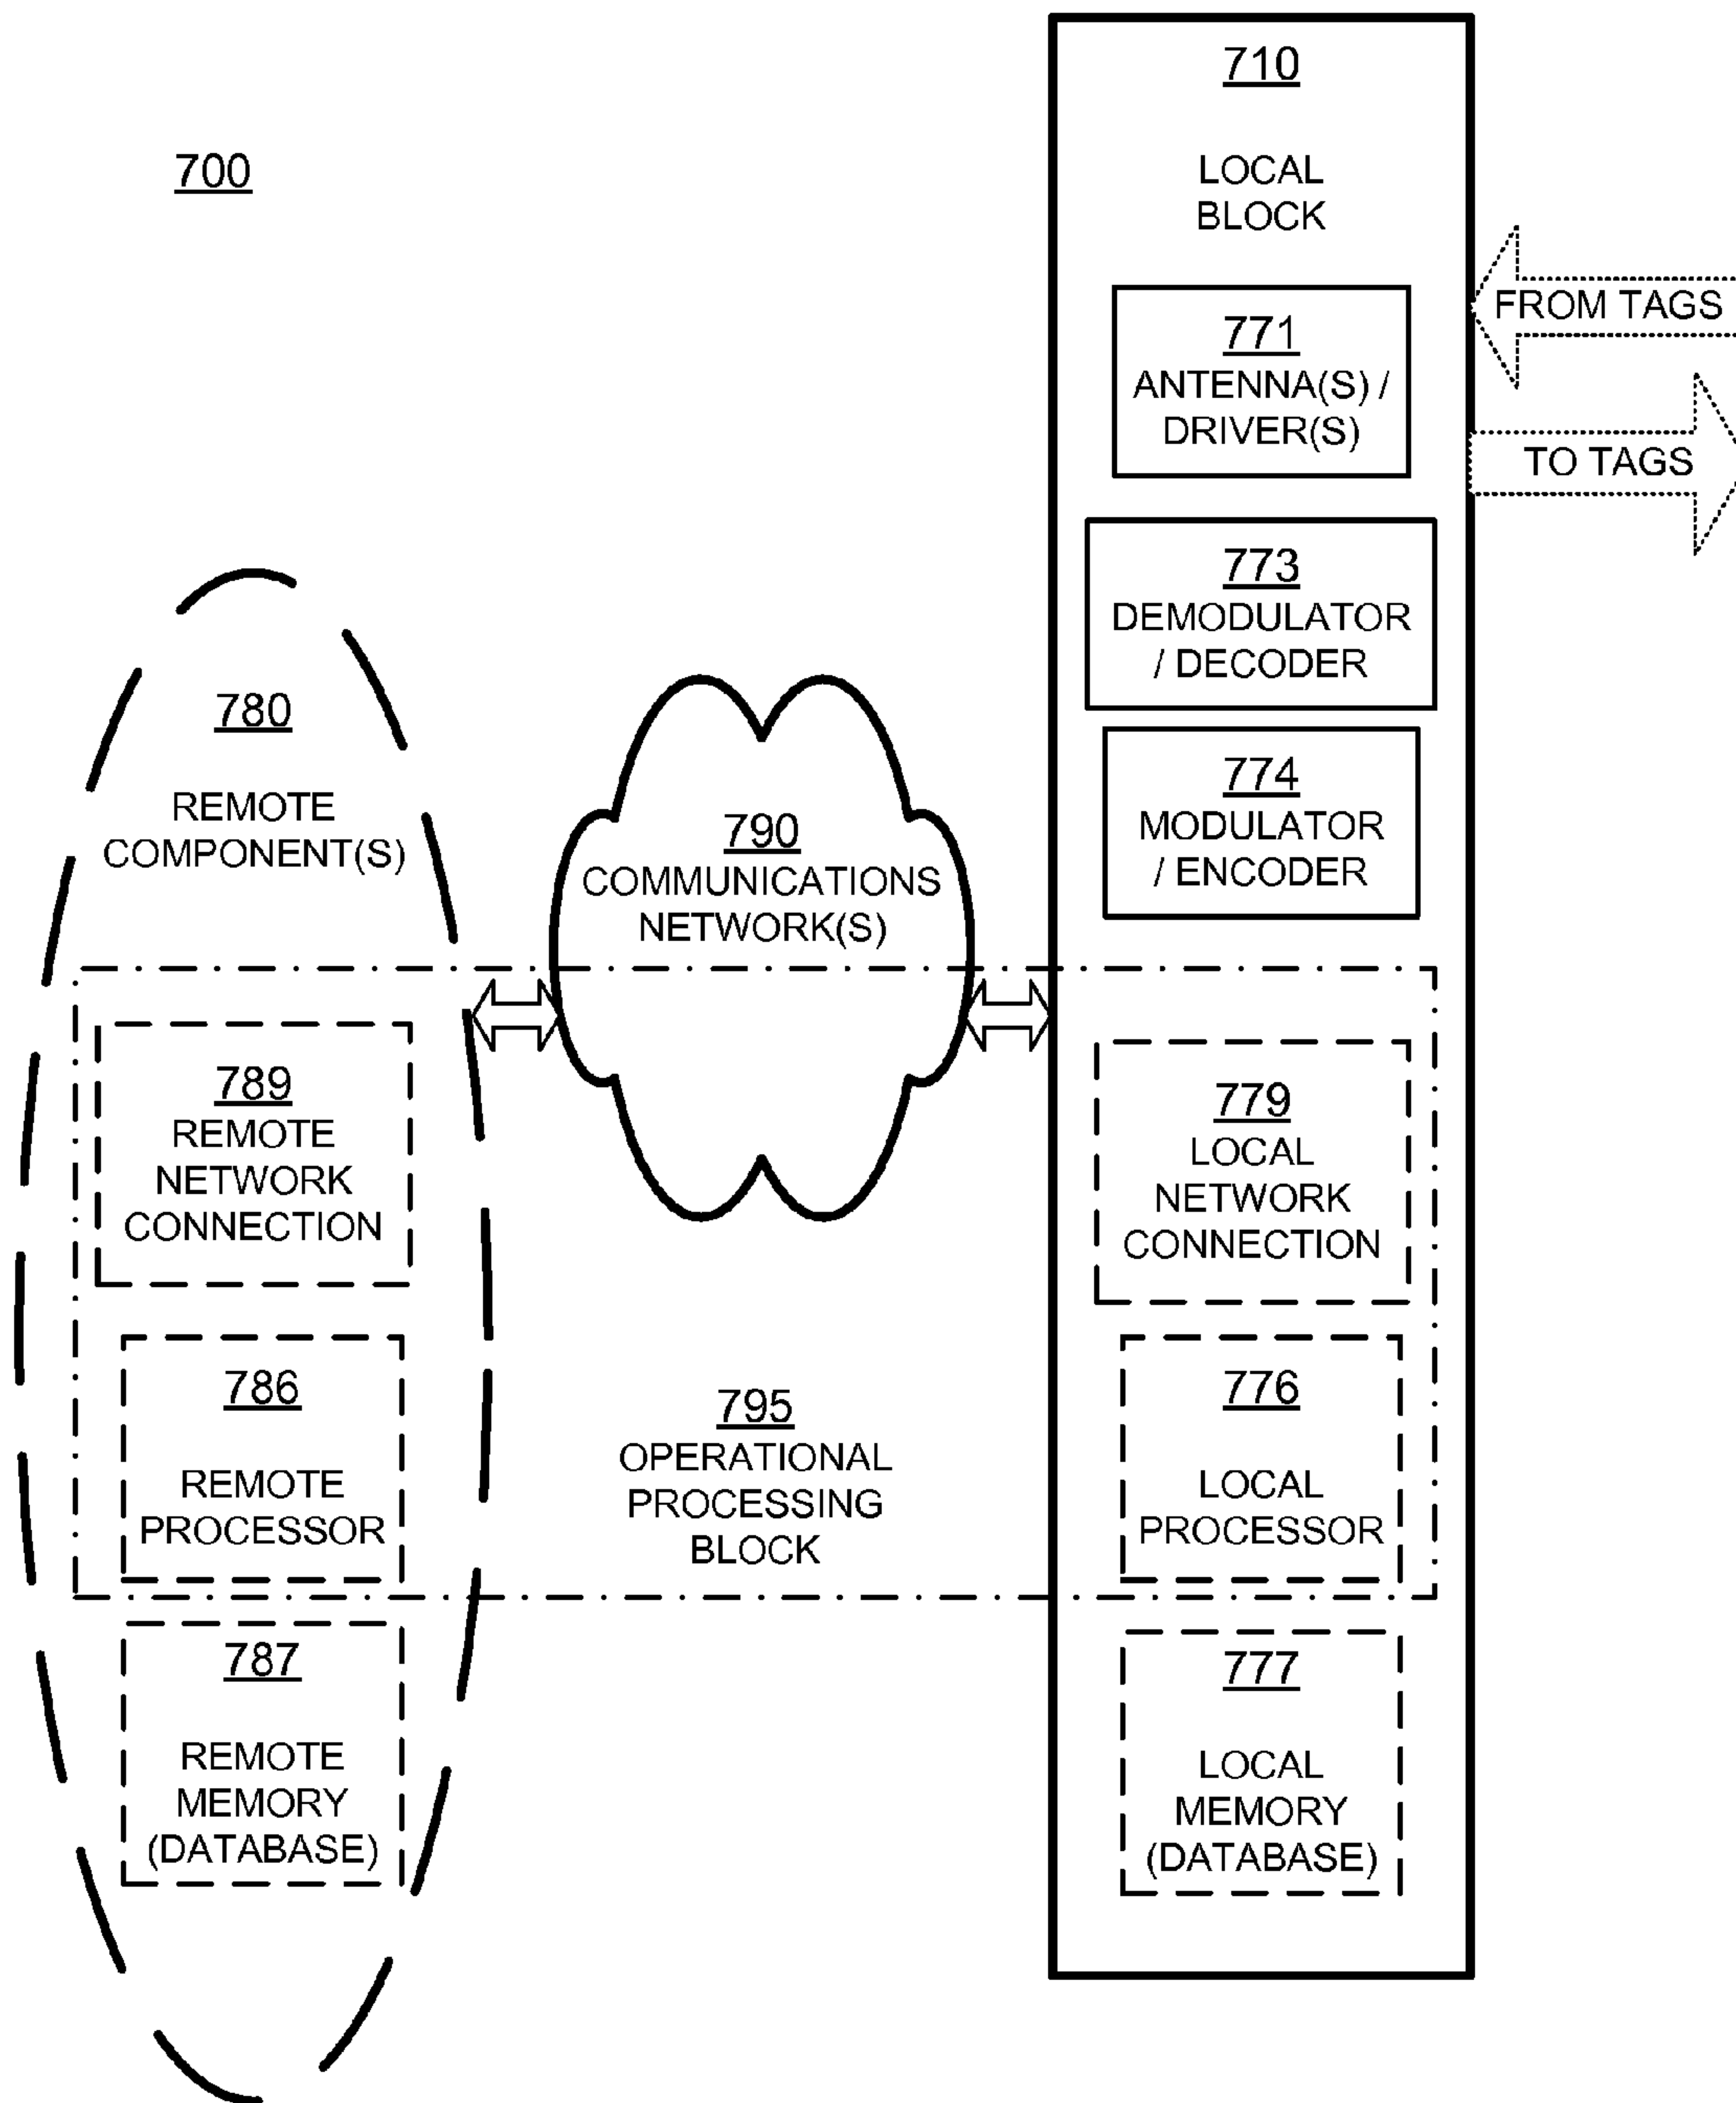 700
710
LOCAL
BLOCK
FROM TAGS
771
ANTENNA(S) /
DRIVER(S)
TO TAGS
773
DEMODULATOR
/ DECODER
774
MODULATOR
/ ENCODER
780
REMOTE
COMPONENT(S)
790
COMMUNICATIONS
NETWORK(S)
789
REMOTE
NETWORK
CONNECTION
779
LOCAL
NETWORK
CONNECTION
786
REMOTE
PROCESSOR
795
OPERATIONAL
PROCESSING
BLOCK
776
LOCAL
PROCESSOR
787
REMOTE
MEMORY
(DATABASE)
777
LOCAL
MEMORY
(DATABASE)